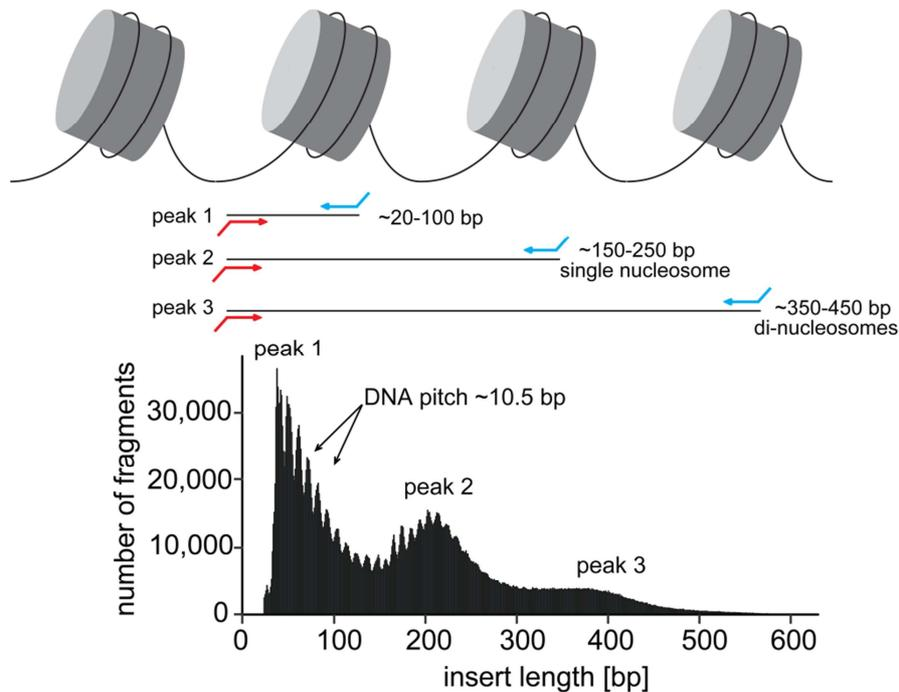 peak 1
~20-100 bp
peak 2
~150-250 bp
single nucleosome
peak 3
~350-450 bp
di-nucleosomes
peak 1
DNA pitch ~10.5 bp
peak 2
peak 3
number of fragments
30,000
20,000
10,000
0
0 100 200 300 400 500 600
insert length [bp]